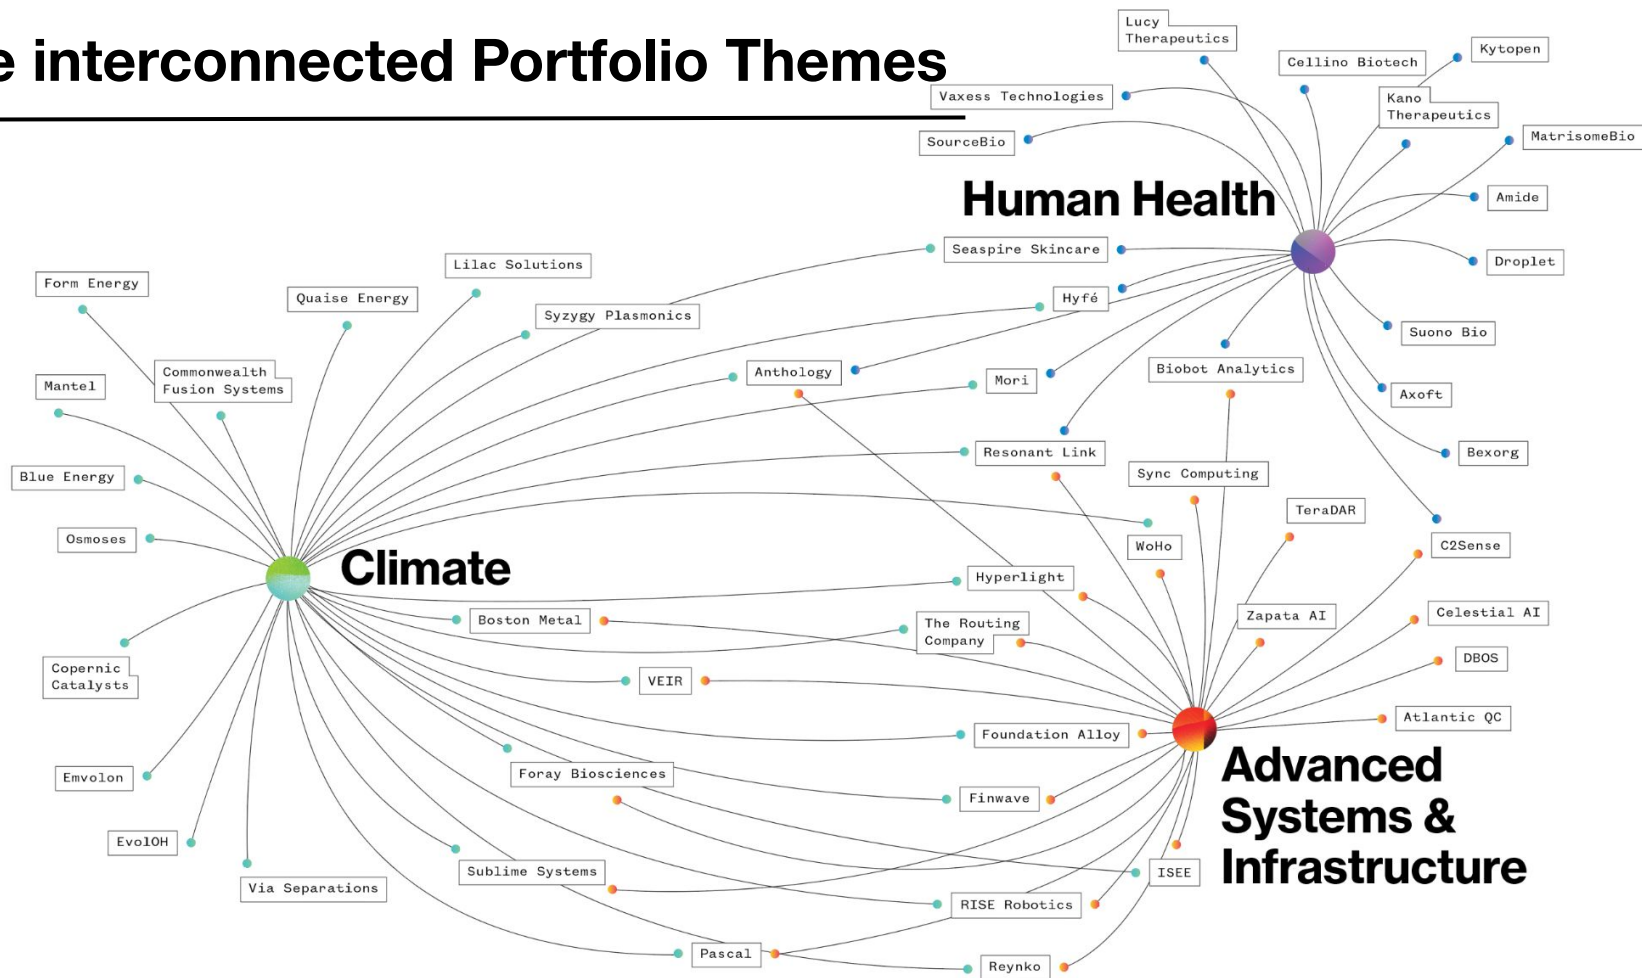 e interconnected Portfolio Themes
Lucy
Therapeutics
Cellino Biotech
Kytopen
Vaxess Technologies
Kano
Therapeutics
SourceBio
MatrisomeBio
Human Health
Amide
Seaspire Skincare
Droplet
Lilac Solutions
Form Energy
Quaise Energy
Hyfé
Syzygy Plasmonics
Suono Bio
Commonwealth
Fusion Systems
Anthology
Mori
Biobot Analytics
Mantel
Axoft
Resonant Link
Bexorg
Blue Energy
Sync Computing
TeraDAR
Osmoses
WoHo
C2Sense
Climate
Hyperlight
Boston Metal
The Routing
Company
Zapata AI
Celestial AI
Copernic
Catalysts
VEIR
DBOS
Foundation Alloy
Atlantic QC
Emvolon
Foray Biosciences
Advanced
Systems &
Infrastructure
Finwave
EvolOH
Sublime Systems
ISEE
Via Separations
RISE Robotics
Pascal
Reynko